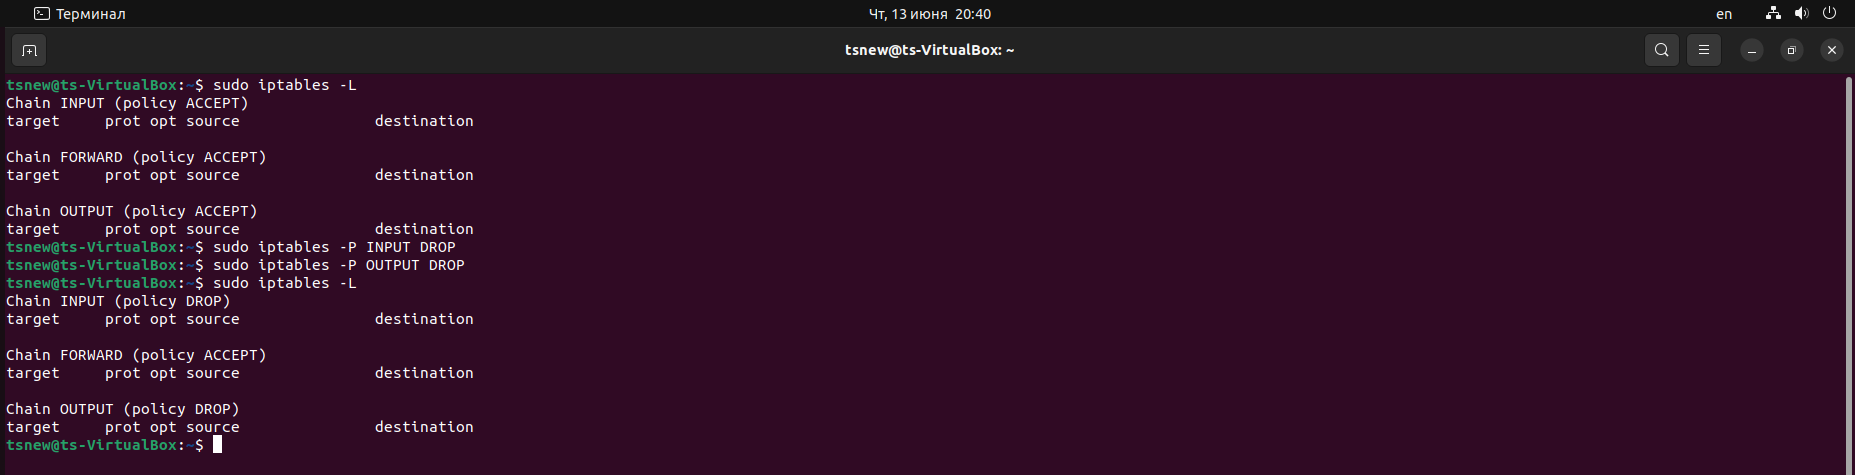 Терминал
Чт, 13 июня 20:40
en
tsnew@ts-VirtualBox: ~
tsnew@ts-VirtualBox:~$ sudo iptables -L
Chain INPUT (policy ACCEPT)
target     prot opt source               destination
Chain FORWARD (policy ACCEPT)
target     prot opt source               destination
Chain OUTPUT (policy ACCEPT)
target     prot opt source               destination
tsnew@ts-VirtualBox:~$ sudo iptables -P INPUT DROP
tsnew@ts-VirtualBox:~$ sudo iptables -P OUTPUT DROP
tsnew@ts-VirtualBox:~$ sudo iptables -L
Chain INPUT (policy DROP)
target     prot opt source               destination
Chain FORWARD (policy ACCEPT)
target     prot opt source               destination
Chain OUTPUT (policy DROP)
target     prot opt source               destination
tsnew@ts-VirtualBox:~$